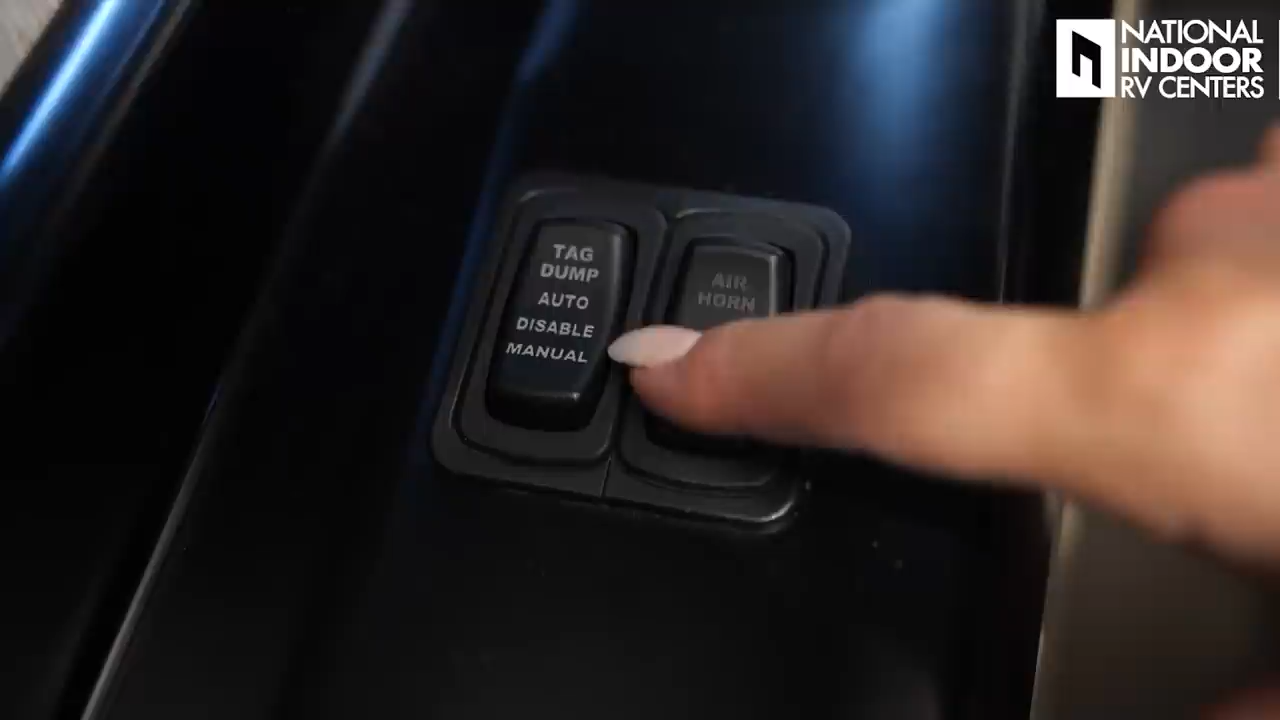 NATIONAL
INDOOR
RV CENTERS
TAG
DUMP
AUTO
DISABLE
MANUAL
AIR
HORN